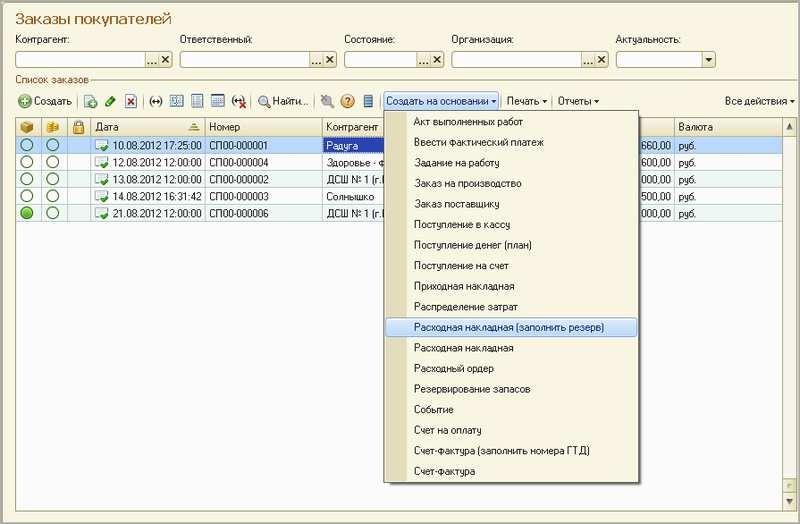 Заказы покупателей
Контрагент: Ответственный: Состояние: Организация: Актуальность:
Список заказов
Создать Найти... Создать на основании Печать Отчеты Все действия
Дата Номер Контрагент Валюта
10.08.2012 17:25:00 СП00-000001 Радуга 660,00 руб.
12.08.2012 12:00:00 СП00-000004 Здоровье - ф 600,00 руб.
13.08.2012 12:00:00 СП00-000002 ДСШ № 1 (г. 000,00 руб.
14.08.2012 16:31:42 СП00-000003 Солнышко 500,00 руб.
21.08.2012 12:00:00 СП00-000006 ДСШ № 1 (г. 000,00 руб.
Акт выполненных работ
Ввести фактический платеж
Задание на работу
Заказ на производство
Заказ поставщику
Поступление в кассу
Поступление денег (план)
Поступление на счет
Приходная накладная
Распределение затрат
Расходная накладная (заполнить резерв)
Расходная накладная
Расходный ордер
Резервирование запасов
Событие
Счет на оплату
Счет-фактура (заполнить номера ГТД)
Счет-фактура